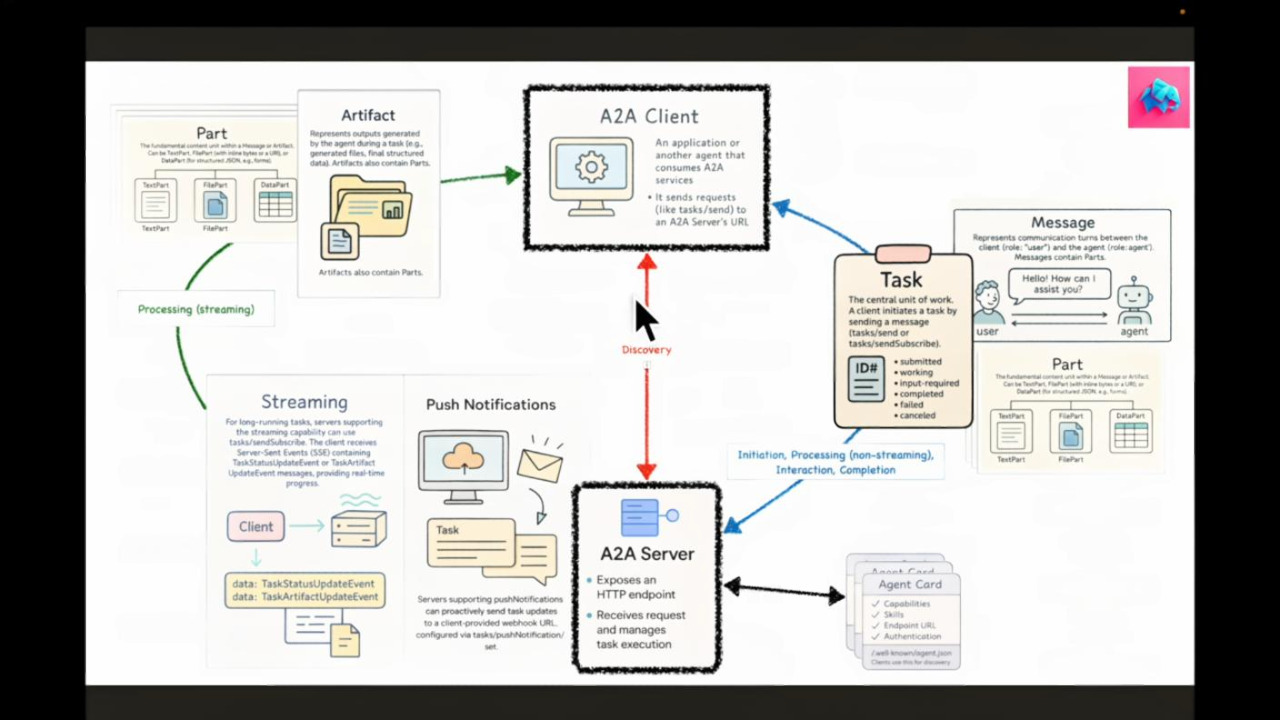 Part
The fundamental content unit within a Message or Artifact.
Can be TextPart, FilePart (with inline bytes or a URI), or
DataPart (for structured JSON, e.g., forms).
TextPart
FilePart
DataPart
TextPart
FilePart
Artifact
Represents outputs generated
by the agent during a task (e.g.,
generated files, final structured
data). Artifacts also contain Parts.
Artifacts also contain Parts.
A2A Client
An application or
another agent that
consumes A2A
services
• It sends requests
(like tasks/send) to
an A2A Server's URL
Message
Represents communication turns between the
client (role: "user") and the agent (role: agent').
Messages contain Parts.
Hello! How can I
assist you?
user
agent
Task
The central unit of work.
A client initiates a task by
sending a message
(tasks/send or
tasks/sendSubscribe).
ID#
• submitted
• working
• input-required
• completed
• failed
• canceled
Part
The fundamental content unit within a Message or Artifact.
Can be TextPart, FilePart (with inline bytes or a URI), or
DataPart (for structured JSON, e.g., forms).
TextPart
FilePart
DataPart
TextPart
FilePart
Processing (streaming)
Discovery
Initiation, Processing (non-streaming),
Interaction, Completion
Streaming
For long-running tasks, servers supporting
the streaming capability can use
tasks/sendSubscribe. The client receives
Server-Sent Events (SSE) containing
TaskStatusUpdateEvent or TaskArtifact
UpdateEvent messages, providing real-time
progress.
Client
data: TaskStatusUpdateEvent
data: TaskArtifactUpdateEvent
Push Notifications
Task
Servers supporting pushNotifications
can proactively send task updates
to a client-provided webhook URL,
configured via tasks/pushNotification/
set.
A2A Server
• Exposes an
HTTP endpoint
• Receives request
and manages
task execution
Agent Card
Agent Card
✓ Capabilities
✓ Skills
✓ Endpoint URL
✓ Authentication
/.well-known/agent.json
Clients use this for discovery